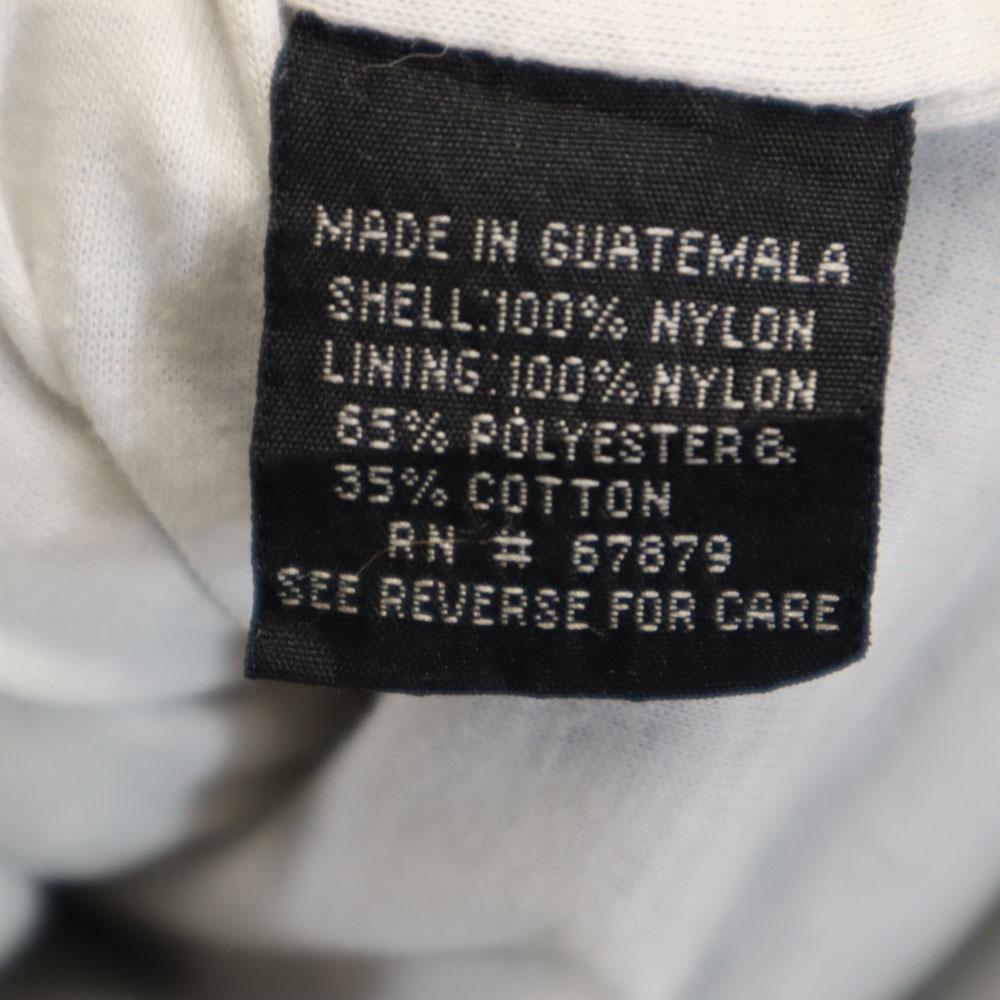 MADE IN GUATEMALA
SHELL:100% NYLON
LINING:100% NYLON
65% POLYESTER &
35% COTTON
RN # 67879
SEE REVERSE FOR CARE